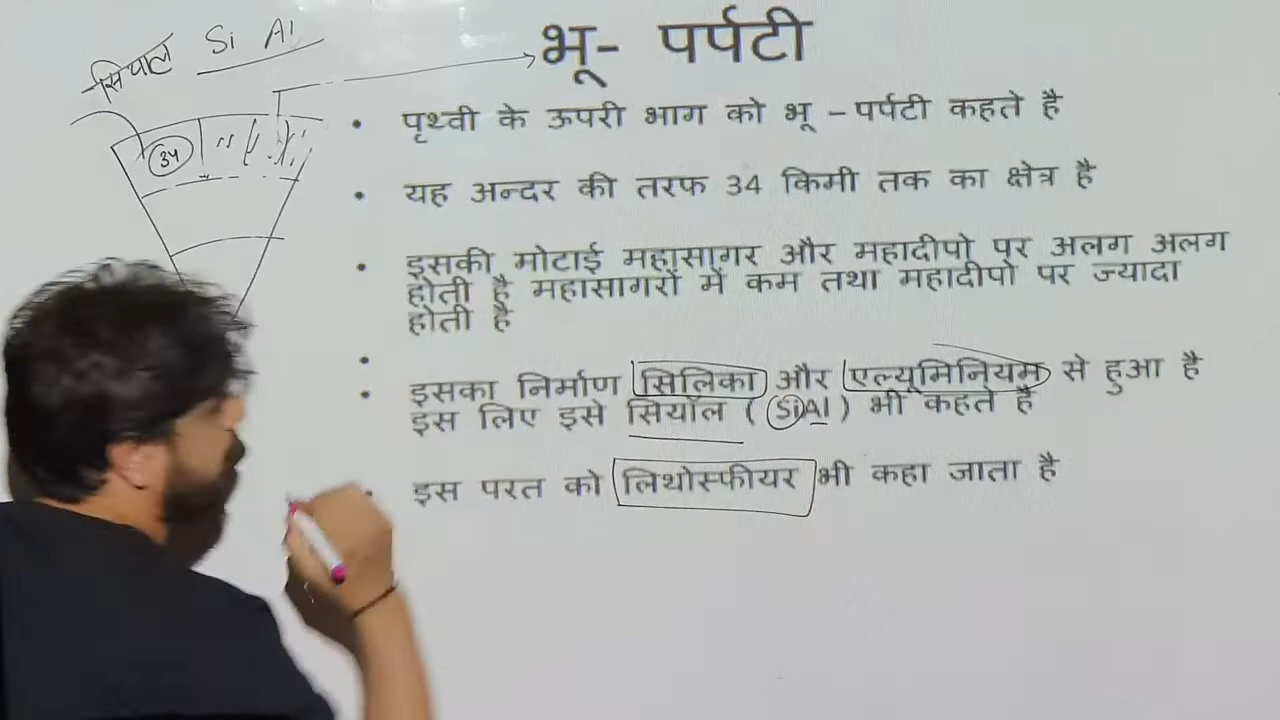 सियाल Si Al
भू- पर्पटी
34
• पृथ्वी के ऊपरी भाग को भू – पर्पटी कहते है
• यह अन्दर की तरफ 34 किमी तक का क्षेत्र है
• इसकी मोटाई महासागर और महादीपो पर अलग अलग
होती है महासागरों में कम तथा महादीपो पर ज्यादा
होती है
•
• इसका निर्माण सिलिका और एल्यूमिनियम से हुआ है
इस लिए इसे सियॉल ( SiAl ) भी कहते है
• इस परत को लिथोस्फीयर भी कहा जाता है